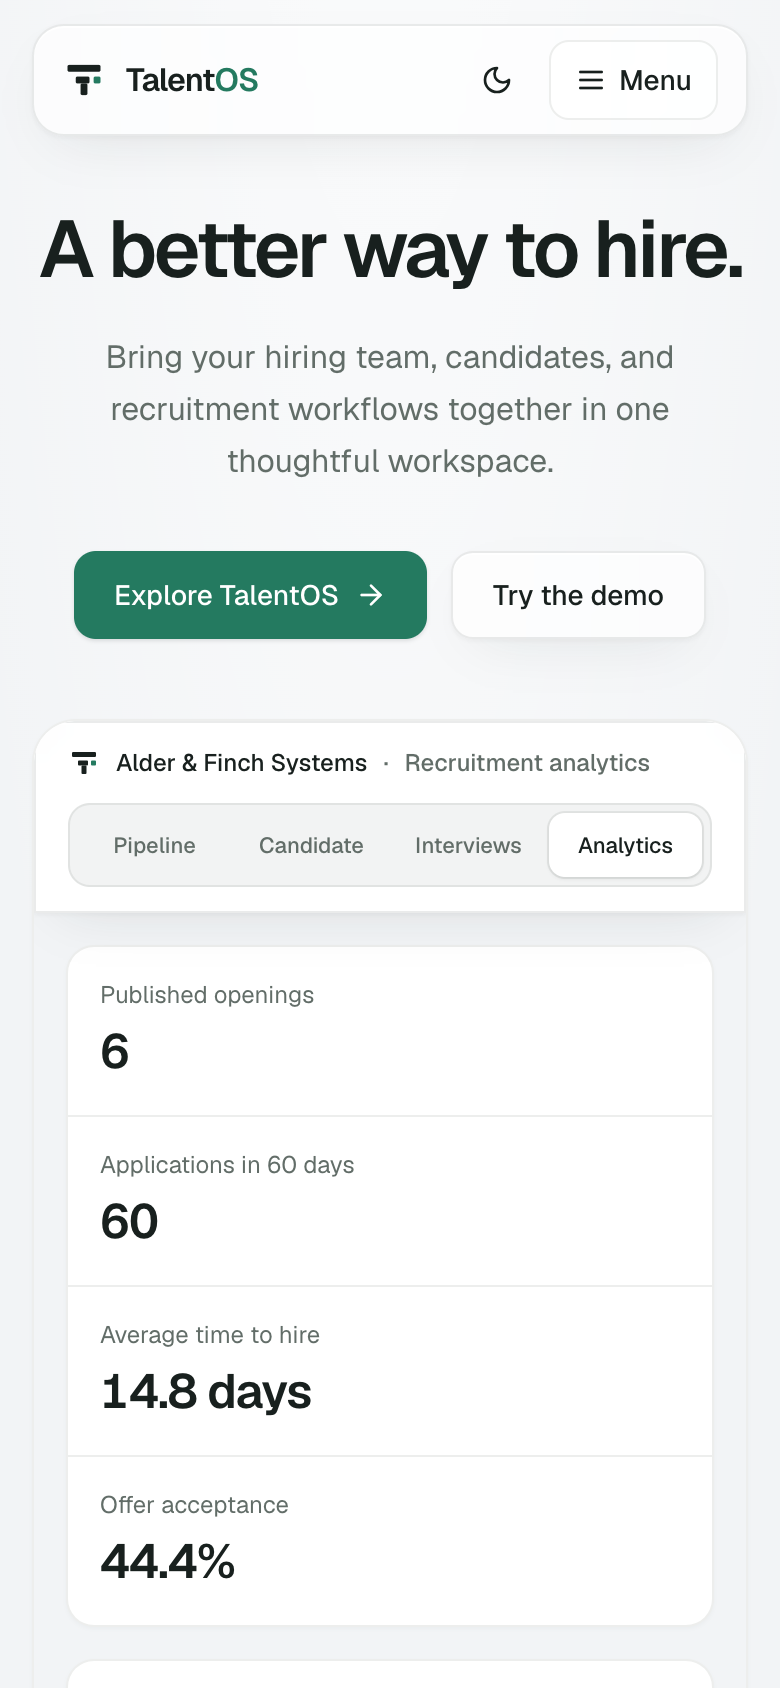 TalentOS
Menu
A better way to hire.
Bring your hiring team, candidates, and
recruitment workflows together in one
thoughtful workspace.
Explore TalentOS
Try the demo
Alder & Finch Systems · Recruitment analytics
Pipeline
Candidate
Interviews
Analytics
Published openings
6
Applications in 60 days
60
Average time to hire
14.8 days
Offer acceptance
44.4%